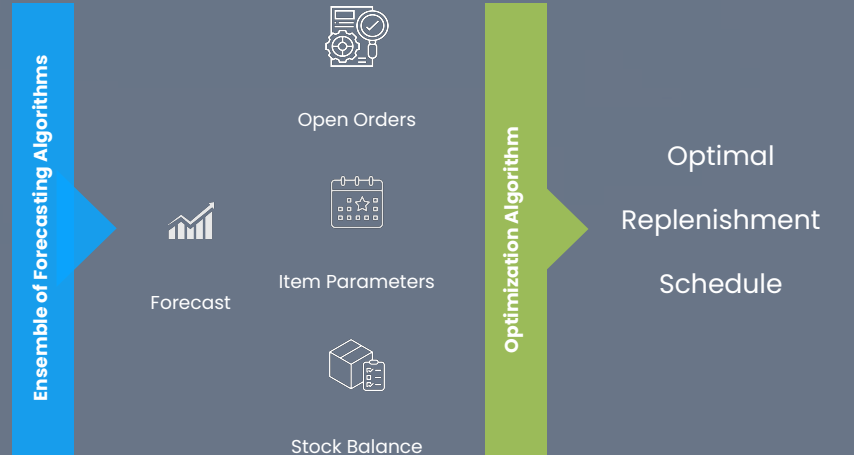 Ensemble of Forecasting Algorithms
Forecast
Open Orders
Item Parameters
Stock Balance
Optimization Algorithm
Optimal
Replenishment
Schedule